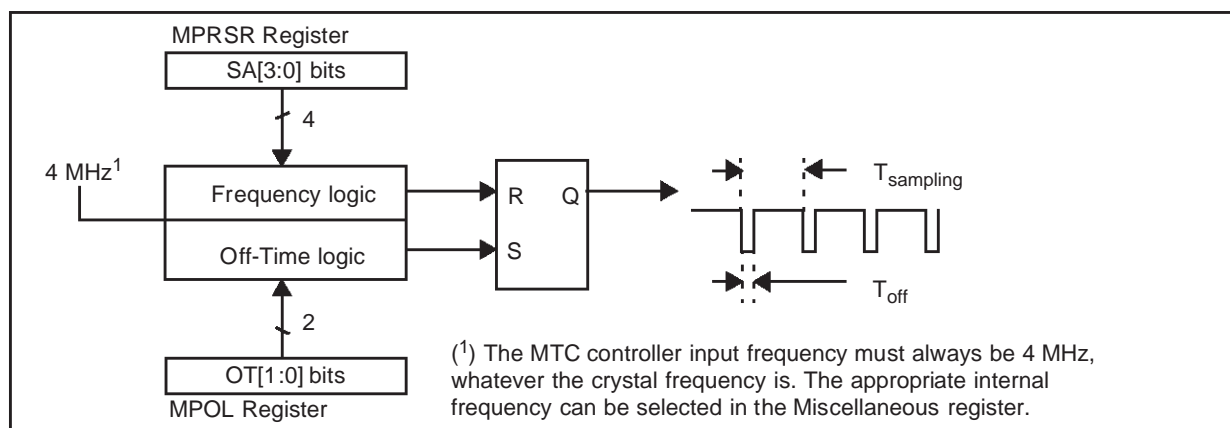 MPRSR Register
SA[3:0] bits
4
4 MHz¹
Frequency logic
R Q
T_sampling
Off-Time logic
S
T_off
2
OT[1:0] bits
MPOL Register
(¹) The MTC controller input frequency must always be 4 MHz,
whatever the crystal frequency is. The appropriate internal
frequency can be selected in the Miscellaneous register.